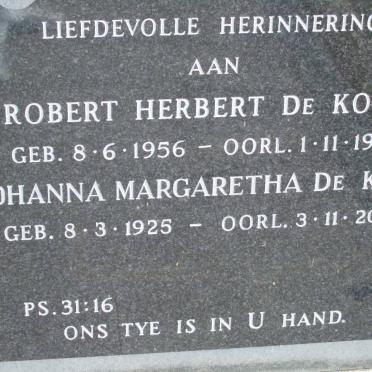 LIEFDEVOLLE HERINNERING
AAN
ROBERT HERBERT DE KO
GEB. 8·6·1956 – OORL. 1·11·19
OHANNA MARGARETHA DE K
GEB. 8·3·1925 – OORL. 3·11·20
PS. 31:16
ONS TYE IS IN U HAND.